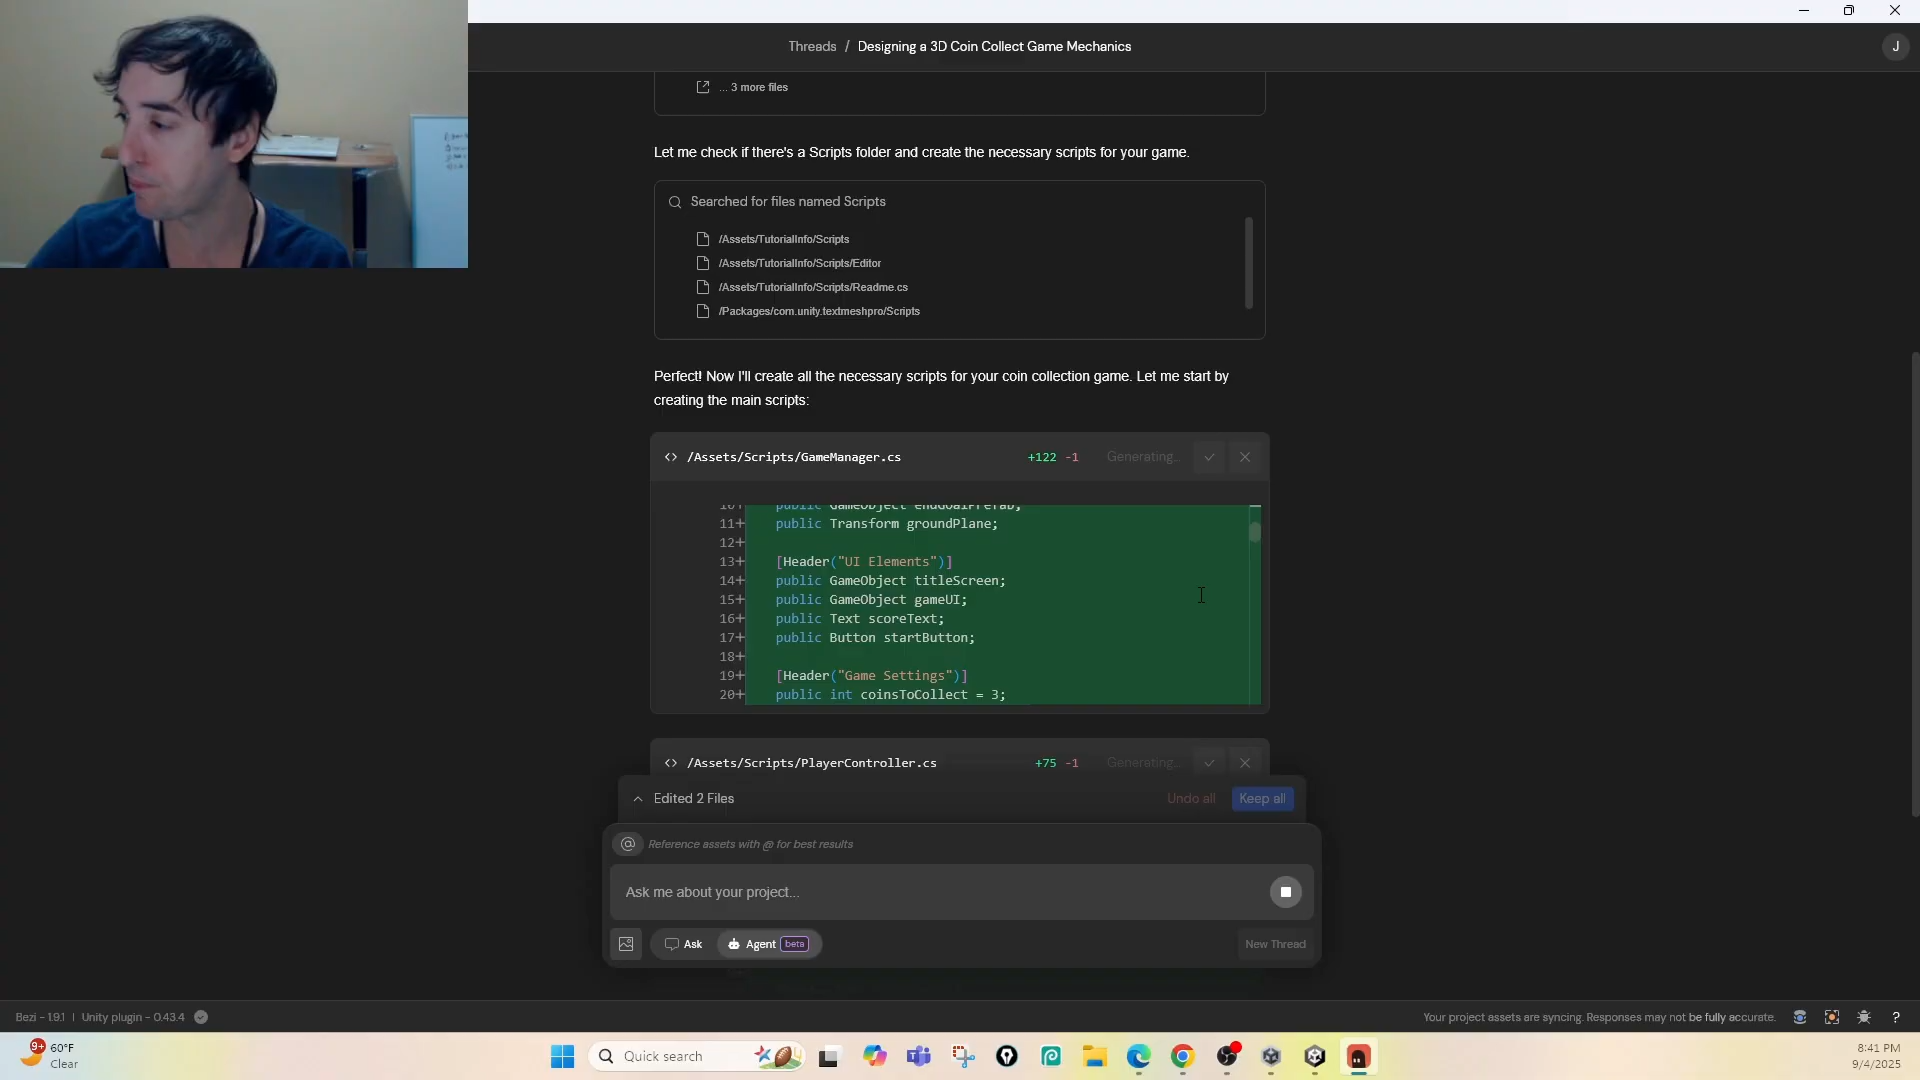 Threads / Designing a 3D Coin Collect Game Mechanics
J
... 3 more files
Let me check if there's a Scripts folder and create the necessary scripts for your game.
Searched for files named Scripts
/Assets/TutorialInfo/Scripts
/Assets/TutorialInfo/Scripts/Editor
/Assets/TutorialInfo/Scripts/Readme.cs
/Packages/com.unity.textmeshpro/Scripts
Perfect! Now I'll create all the necessary scripts for your coin collection game. Let me start by
creating the main scripts:
<> /Assets/Scripts/GameManager.cs +122 -1 Generating...
10+ public GameObject endGoalPrefab;
11+ public Transform groundPlane;
12+
13+ [Header("UI Elements")]
14+ public GameObject titleScreen;
15+ public GameObject gameUI;
16+ public Text scoreText;
17+ public Button startButton;
18+
19+ [Header("Game Settings")]
20+ public int coinsToCollect = 3;
<> /Assets/Scripts/PlayerController.cs +75 -1 Generating...
Edited 2 Files Undo all Keep all
@ Reference assets with @ for best results
Ask me about your project...
Ask Agent beta New Thread
Bezi - 1.9.1 | Unity plugin - 0.43.4
Your project assets are syncing. Responses may not be fully accurate. ?
9+ 60°F
Clear
Quick search
8:41 PM
9/4/2025